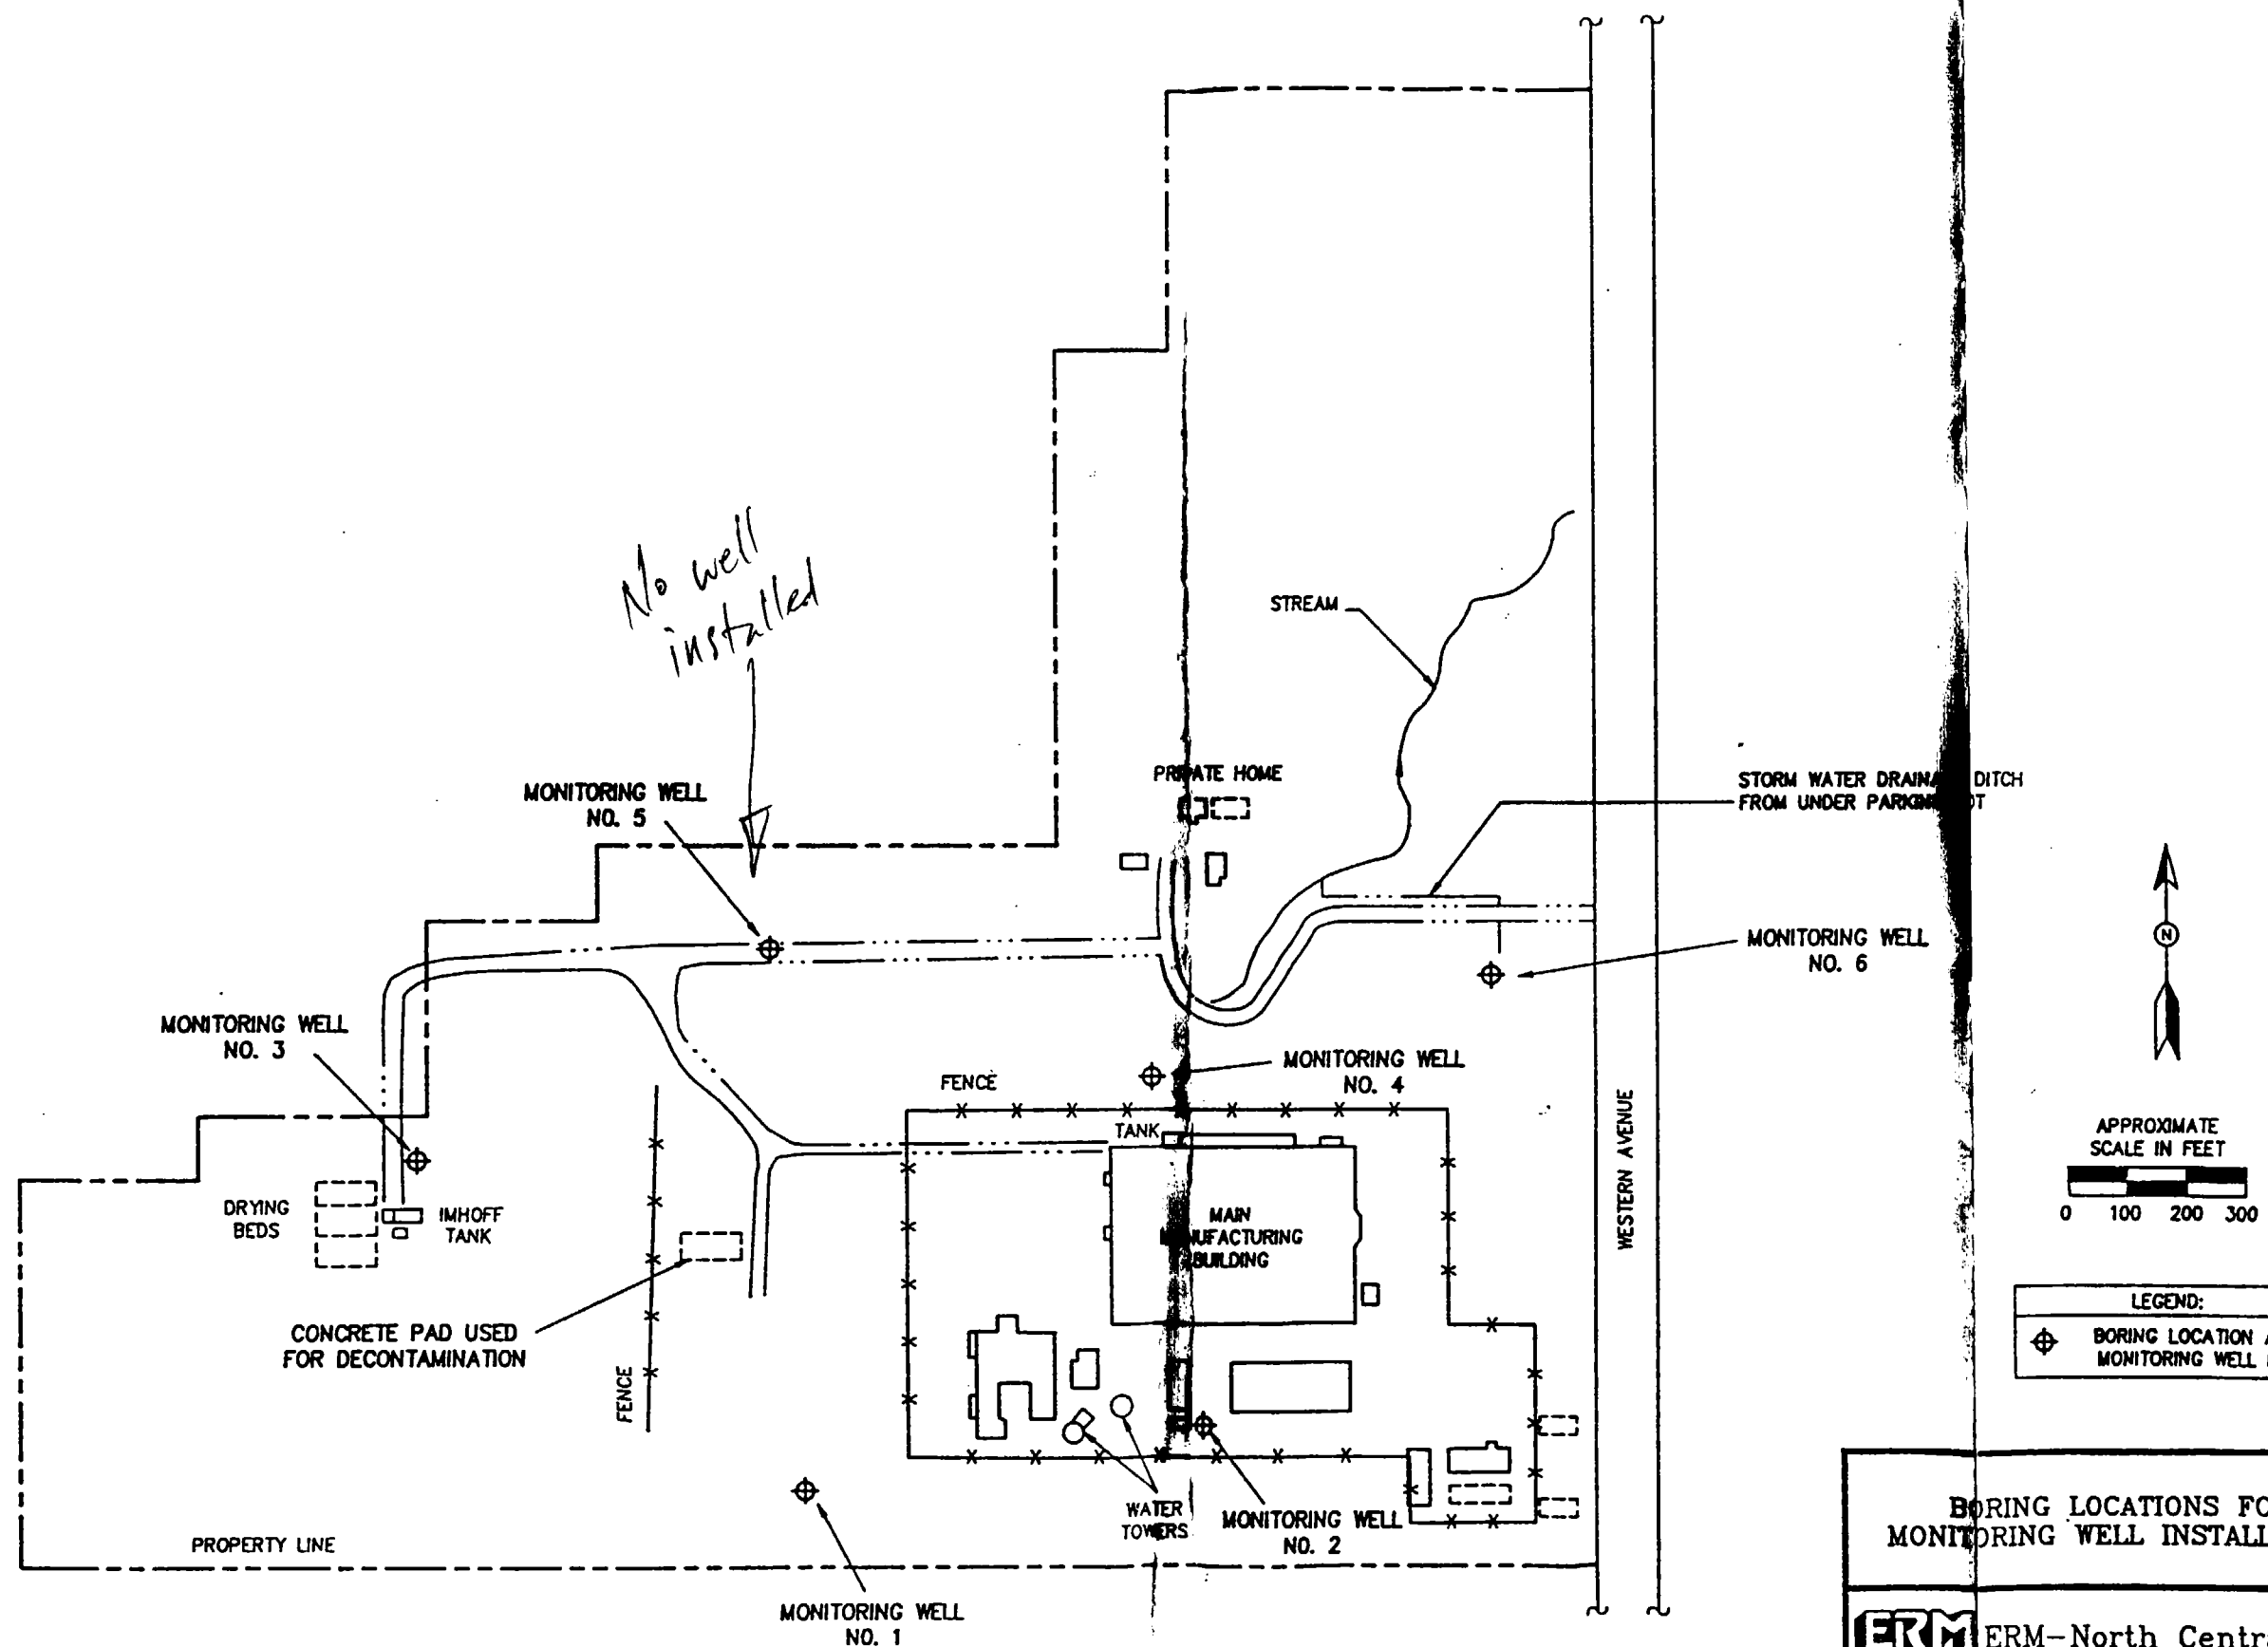 No well
installed
STREAM
PRIVATE HOME
MONITORING WELL
NO. 5
STORM WATER DRAINA DITCH
FROM UNDER PARKING OT
MONITORING WELL
NO. 6
N
MONITORING WELL
NO. 3
MONITORING WELL
NO. 4
FENCE
TANK
WESTERN AVENUE
APPROXIMATE
SCALE IN FEET
0 100 200 300
DRYING
BEDS
IMHOFF
TANK
MAIN
NUFACTURING
BUILDING
CONCRETE PAD USED
FOR DECONTAMINATION
FENCE
LEGEND:
BORING LOCATION
MONITORING WELL
WATER
TOWERS
MONITORING WELL
NO. 2
PROPERTY LINE
MONITORING WELL
NO. 1
BORING LOCATIONS FO
MONITORING WELL INSTALL
ERM ERM-North Centr